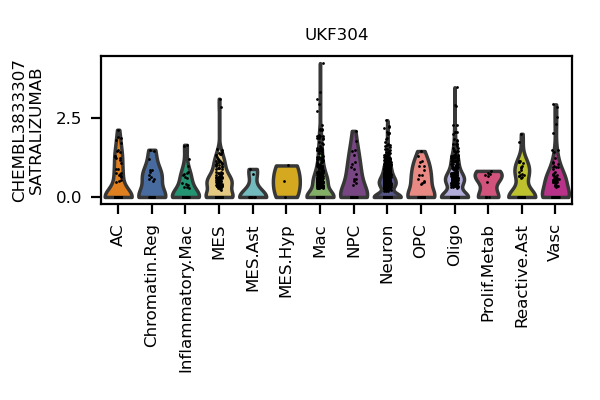 UKF304
CHEMBL3833307
SATRALIZUMAB
2.5
0.0
AC
Chromatin.Reg
Inflammatory.Mac
MES
MES.Ast
MES.Hyp
Mac
NPC
Neuron
OPC
Oligo
Prolif.Metab
Reactive.Ast
Vasc